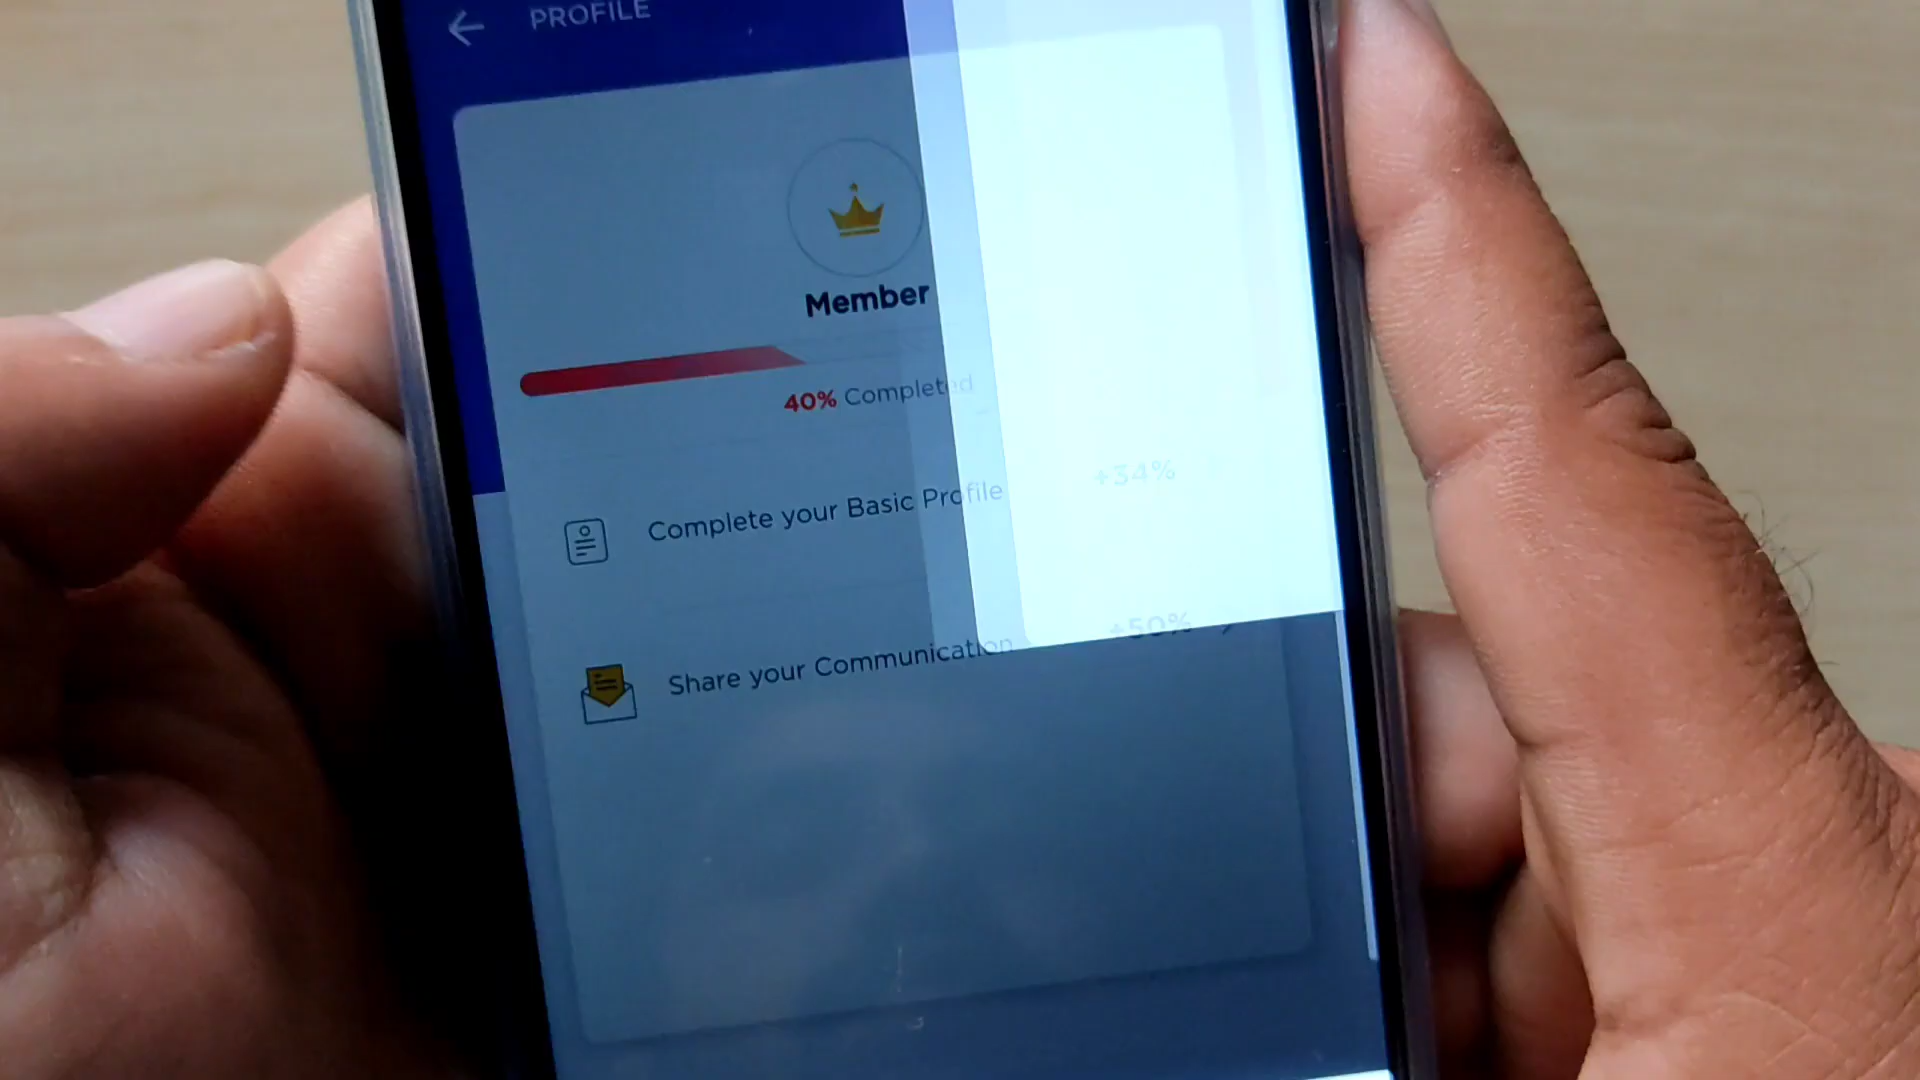 PROFILE
Member
40% Completed
Complete your Basic Profile +34%
Share your Communication +50%